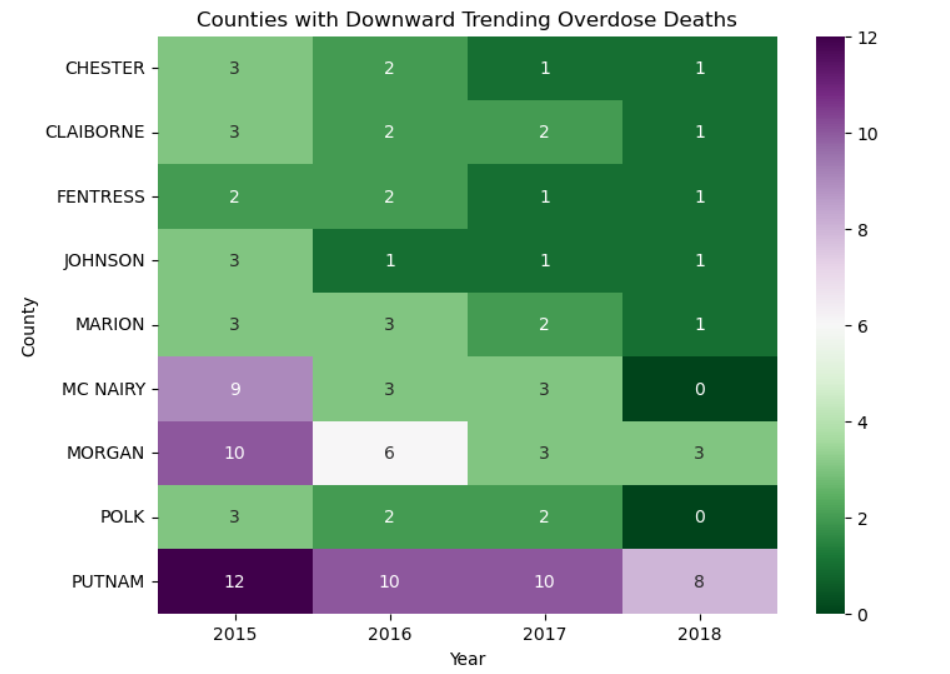 Counties with Downward Trending Overdose Deaths
CHESTER 3 2 1 1
CLAIBORNE 3 2 2 1
FENTRESS 2 2 1 1
JOHNSON 3 1 1 1
MARION 3 3 2 1
MC NAIRY 9 3 3 0
MORGAN 10 6 3 3
POLK 3 2 2 0
PUTNAM 12 10 10 8
County
2015 2016 2017 2018
Year
12
10
8
6
4
2
0